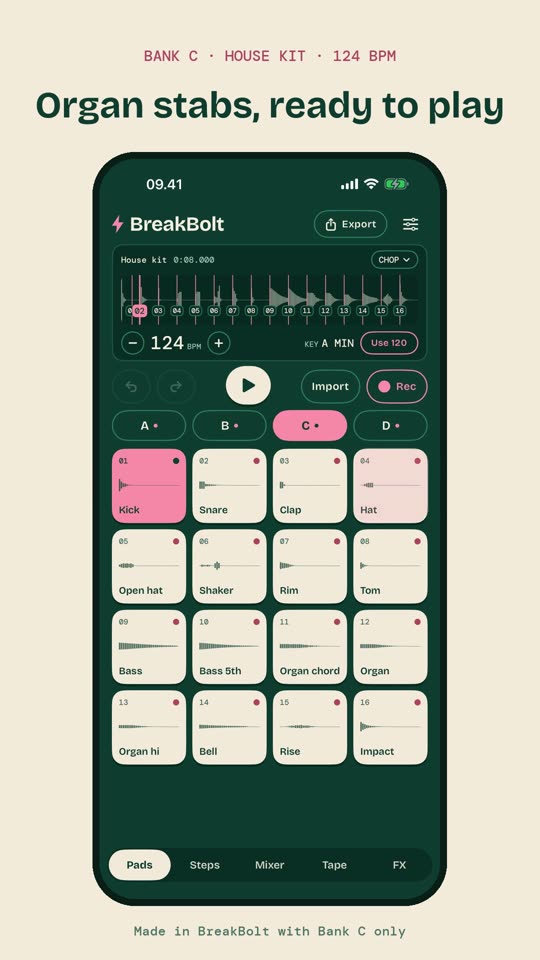 BANK C · HOUSE KIT · 124 BPM
Organ stabs, ready to play
09.41
BreakBolt
Export
House kit 0:08.000
CHOP
02 03 04 05 06 07 08 09 10 11 12 13 14 15 16
− 124 BPM +
KEY A MIN
Use 120
Import
Rec
A • B • C • D •
01 02 03 04
Kick Snare Clap Hat
05 06 07 08
Open hat Shaker Rim Tom
09 10 11 12
Bass Bass 5th Organ chord Organ
13 14 15 16
Organ hi Bell Rise Impact
Pads Steps Mixer Tape FX
Made in BreakBolt with Bank C only